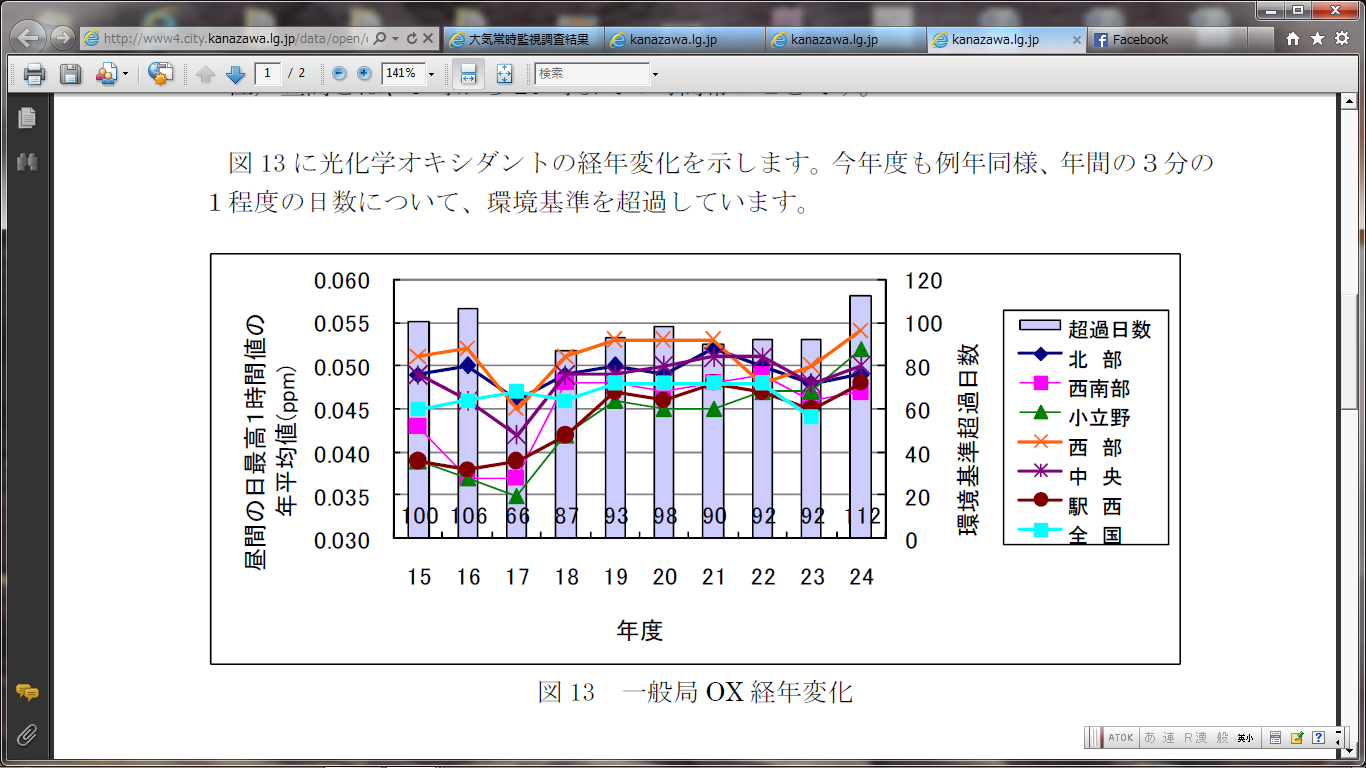 http://www4.city.kanazawa.lg.jp/data/open/
大気常時監視調査結果
kanazawa.lg.jp
kanazawa.lg.jp
kanazawa.lg.jp
Facebook
1 / 2
141%
検索
図 13 に光化学オキシダントの経年変化を示します。今年度も例年同様、年間の３分の
１程度の日数について、環境基準を超過しています。
昼間の日最高1時間値の
年平均値(ppm)
0.060
0.055
0.050
0.045
0.040
0.035
0.030
120
100
80
60
40
20
0
環境基準超過日数
100 106 66 87 93 98 90 92 92 112
15 16 17 18 19 20 21 22 23 24
年度
超過日数
北 部
西南部
小立野
西 部
中 央
駅 西
全 国
図 13 一般局 OX 経年変化
ATOK あ 連 R漢 般 英小